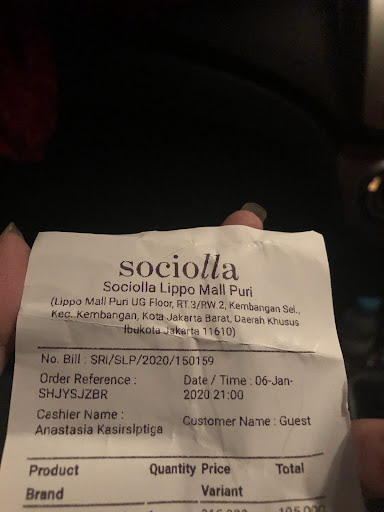 sociolla
Sociolla Lippo Mall Puri
(Lippo Mall Puri UG Floor, RT.3/RW.2, Kembangan Sel.,
Kec. Kembangan, Kota Jakarta Barat, Daerah Khusus
Ibukota Jakarta 11610)
No. Bill : SRI/SLP/2020/150159
Order Reference : Date / Time : 06-Jan-
SHJYSJZBR 2020 21:00
Cashier Name : Customer Name : Guest
Anastasia Kasirslptiga
Product Quantity Price Total
Brand Variant